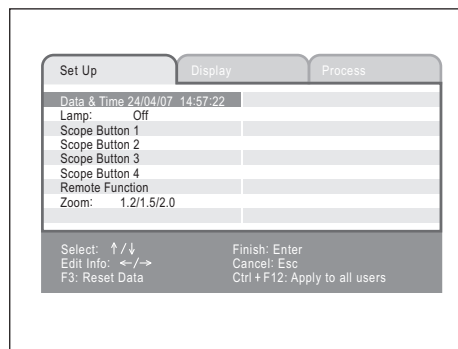 Set Up Display Process
Data & Time 24/04/07 14:57:22
Lamp: Off
Scope Button 1
Scope Button 2
Scope Button 3
Scope Button 4
Remote Function
Zoom: 1.2/1.5/2.0
Select: ↑/↓ Finish: Enter
Edit Info: ←/→ Cancel: Esc
F3: Reset Data Ctrl+F12: Apply to all users